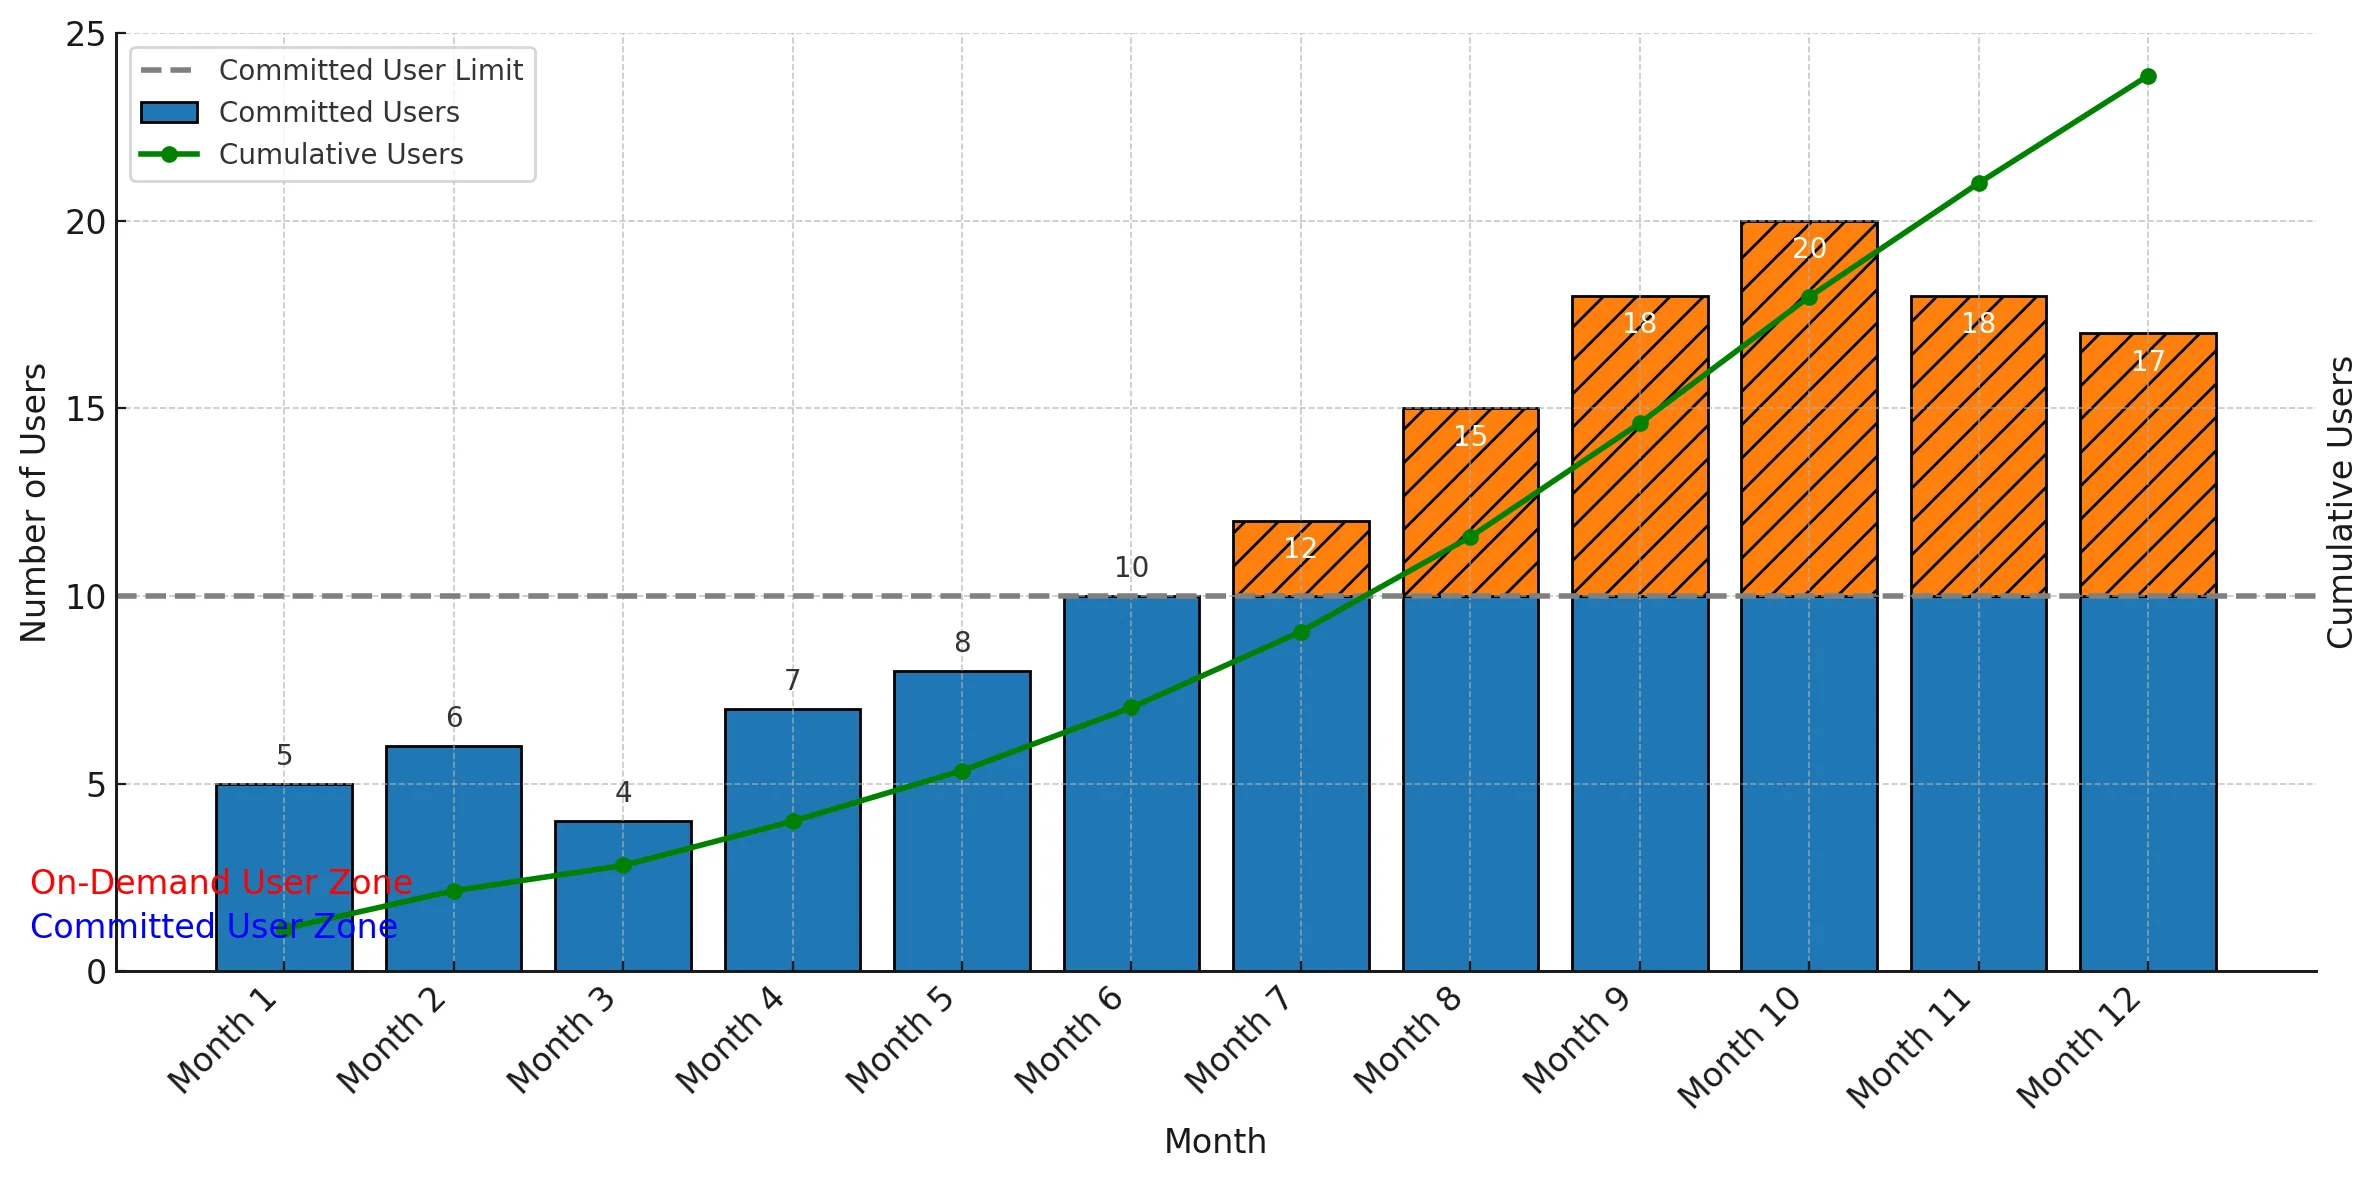 Committed User Limit
Committed Users
Cumulative Users
Number of Users
25
20
15
10
5
0
5
6
4
7
8
10
12
15
18
20
18
17
On-Demand User Zone
Committed User Zone
Cumulative Users
Month 1
Month 2
Month 3
Month 4
Month 5
Month 6
Month 7
Month 8
Month 9
Month 10
Month 11
Month 12
Month